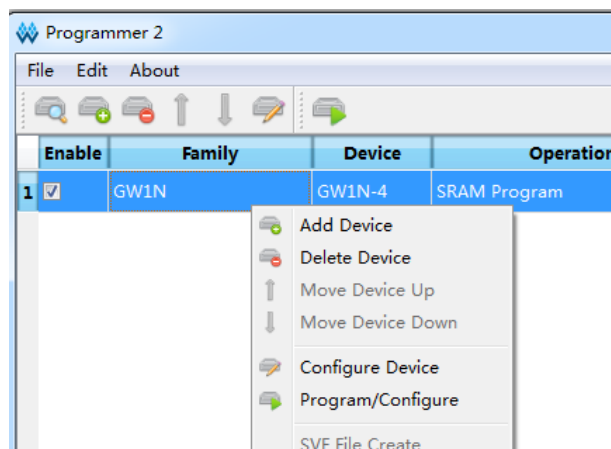 Programmer 2
File Edit About
Enable Family Device Operation
1 GW1N GW1N-4 SRAM Program
Add Device
Delete Device
Move Device Up
Move Device Down
Configure Device
Program/Configure
SVF File Create